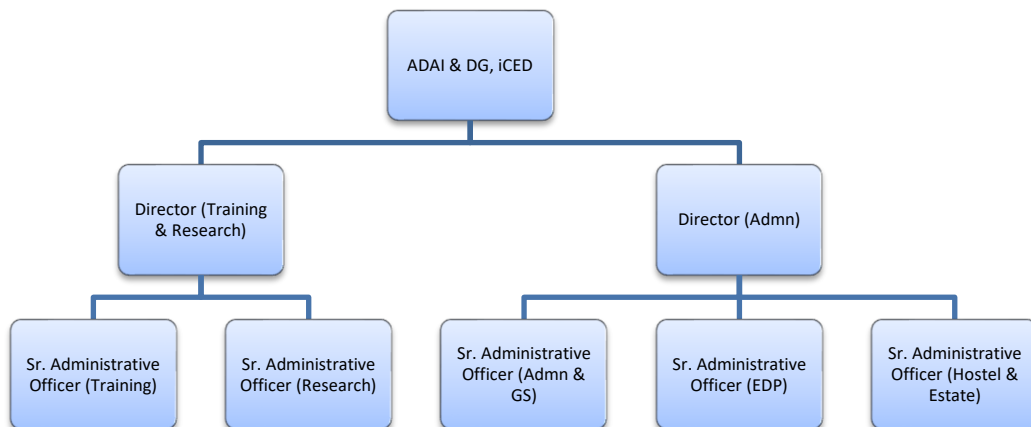 ADAI & DG, iCED
Director (Training
& Research)
Director (Admn)
Sr. Administrative
Officer (Training)
Sr. Administrative
Officer (Research)
Sr. Administrative
Officer (Admn &
GS)
Sr. Administrative
Officer (EDP)
Sr. Administrative
Officer (Hostel &
Estate)